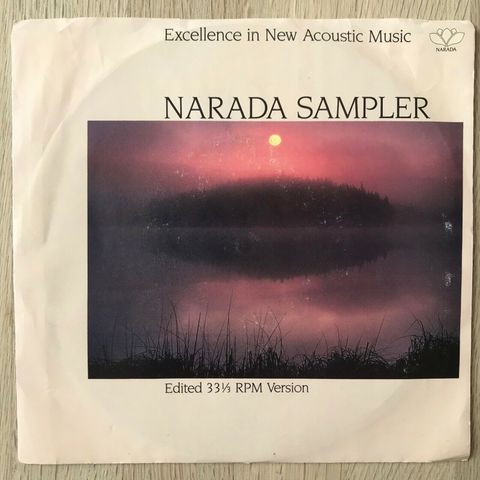 Excellence in New Acoustic Music
NARADA
NARADA SAMPLER
Edited 33⅓ RPM Version